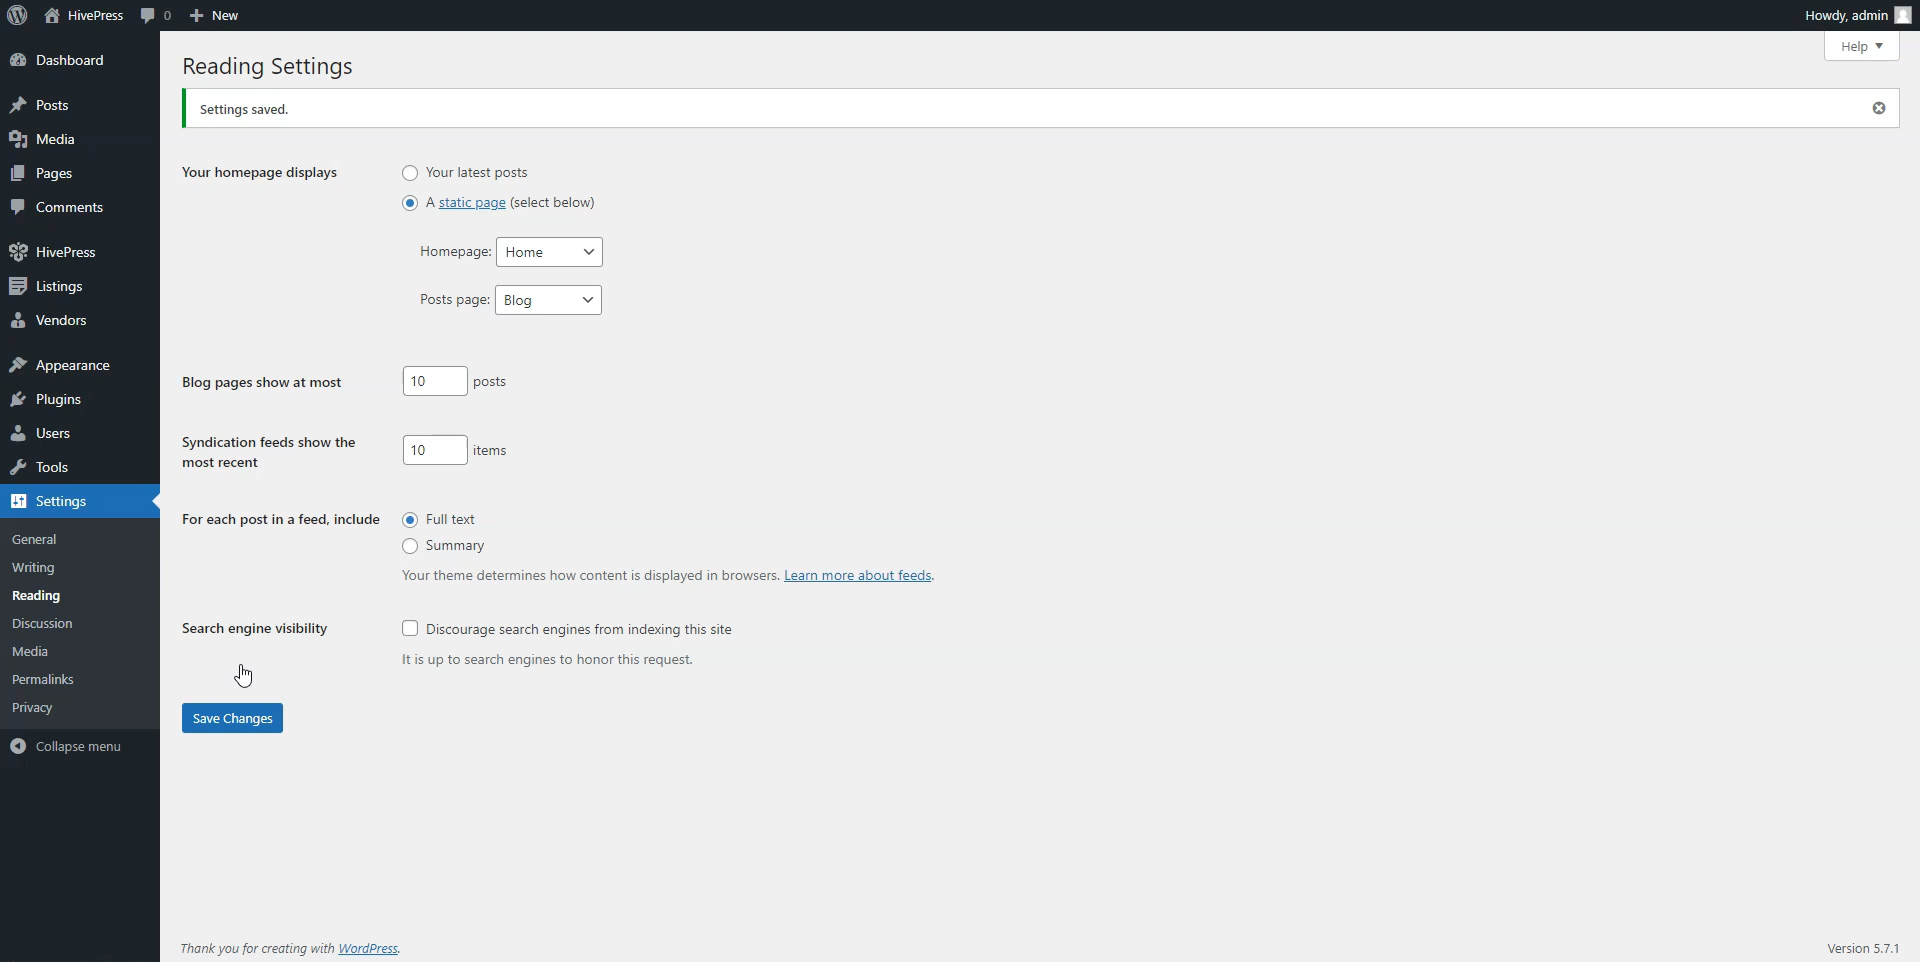 HivePress 0 New Howdy, admin
Help
Dashboard
Posts
Media
Pages
Comments
HivePress
Listings
Vendors
Appearance
Plugins
Users
Tools
Settings
General
Writing
Reading
Discussion
Media
Permalinks
Privacy
Collapse menu
Reading Settings
Settings saved.
Your homepage displays
Your latest posts
A static page (select below)
Homepage: Home
Posts page: Blog
Blog pages show at most 10 posts
Syndication feeds show the
most recent
10 items
For each post in a feed, include
Full text
Summary
Your theme determines how content is displayed in browsers. Learn more about feeds.
Search engine visibility
Discourage search engines from indexing this site
It is up to search engines to honor this request.
Save Changes
Thank you for creating with WordPress.
Version 5.7.1